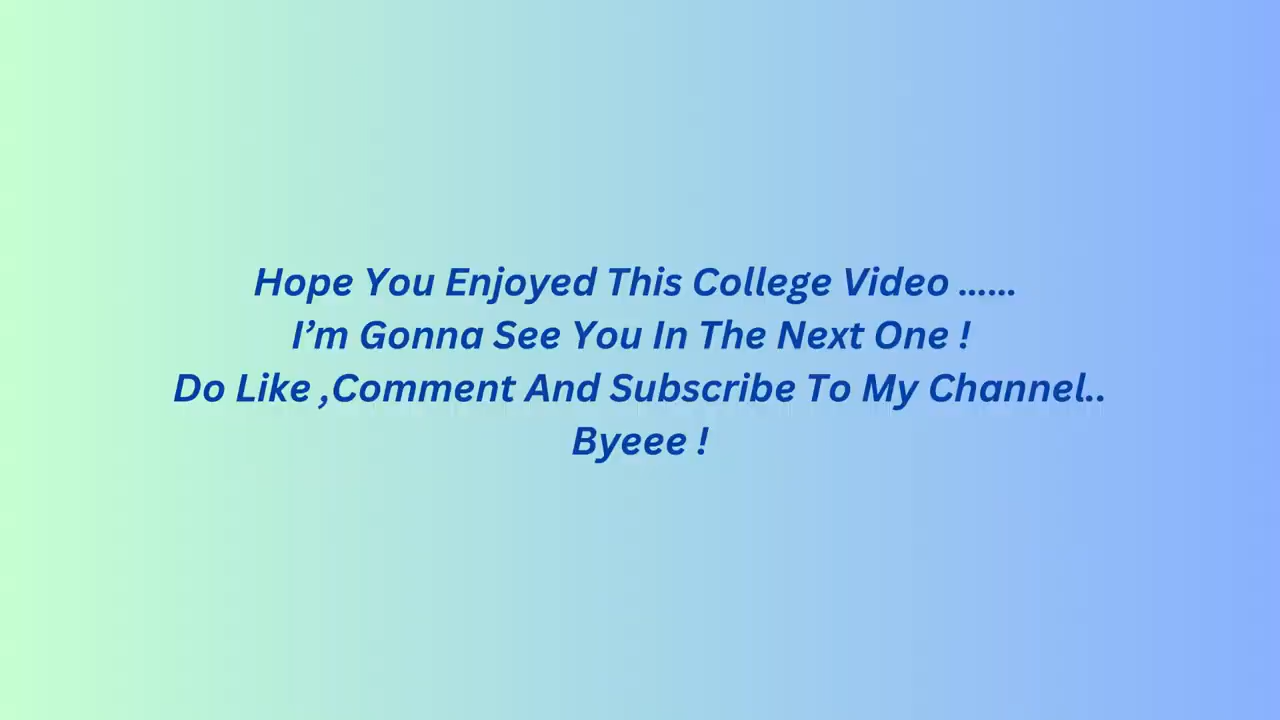 Hope You Enjoyed This College Video ......
I’m Gonna See You In The Next One !
Do Like ,Comment And Subscribe To My Channel..
Byeee !